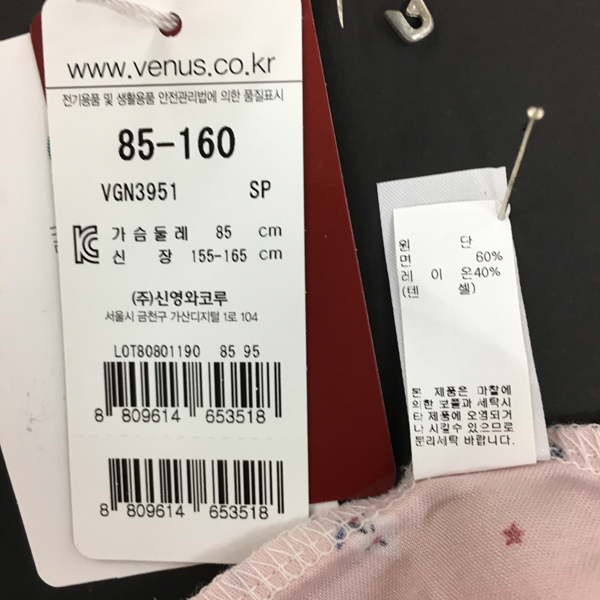 www.venus.co.kr
전기용품 및 생활용품 안전관리법에 의한 품질표시
85-160
VGN3951 SP
가슴둘레 85 cm
신 장 155-165 cm
(주)신영와코루
서울시 금천구 가산디지털 1로 104
LOT80801190 85 95
8 809614 653518
8 809614 653518
원 단
면 60%
레 이 온40%
(텐 셀)
본 제품은 마찰에
의한 보풀과 세탁시
타 제품에 오염되거
나 시킬수 있으므로
분리세탁 바랍니다.